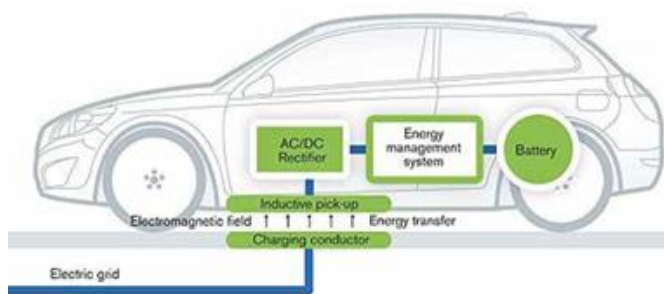 AC/DC
Rectifier
Energy
management
system
Battery
Inductive pick-up
Electromagnetic field
Energy transfer
Charging conductor
Electric grid